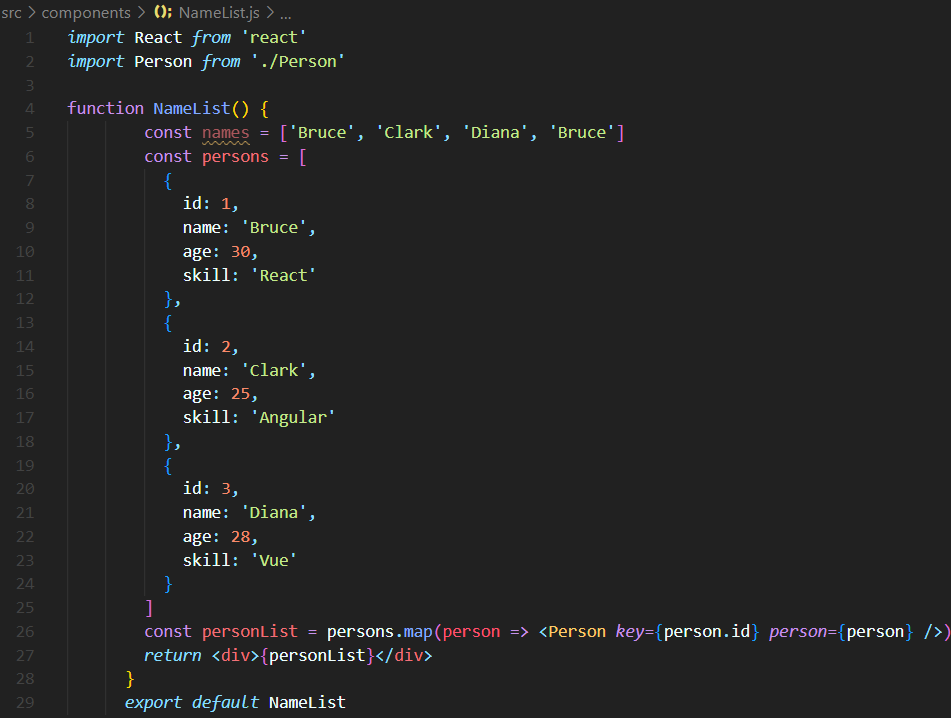 src > components > (); NameList.js > ...
1 import React from 'react'
2 import Person from './Person'
3
4 function NameList() {
5 const names = ['Bruce', 'Clark', 'Diana', 'Bruce']
6 const persons = [
7 {
8 id: 1,
9 name: 'Bruce',
10 age: 30,
11 skill: 'React'
12 },
13 {
14 id: 2,
15 name: 'Clark',
16 age: 25,
17 skill: 'Angular'
18 },
19 {
20 id: 3,
21 name: 'Diana',
22 age: 28,
23 skill: 'Vue'
24 }
25 ]
26 const personList = persons.map(person => <Person key={person.id} person={person} />)
27 return <div>{personList}</div>
28 }
29 export default NameList